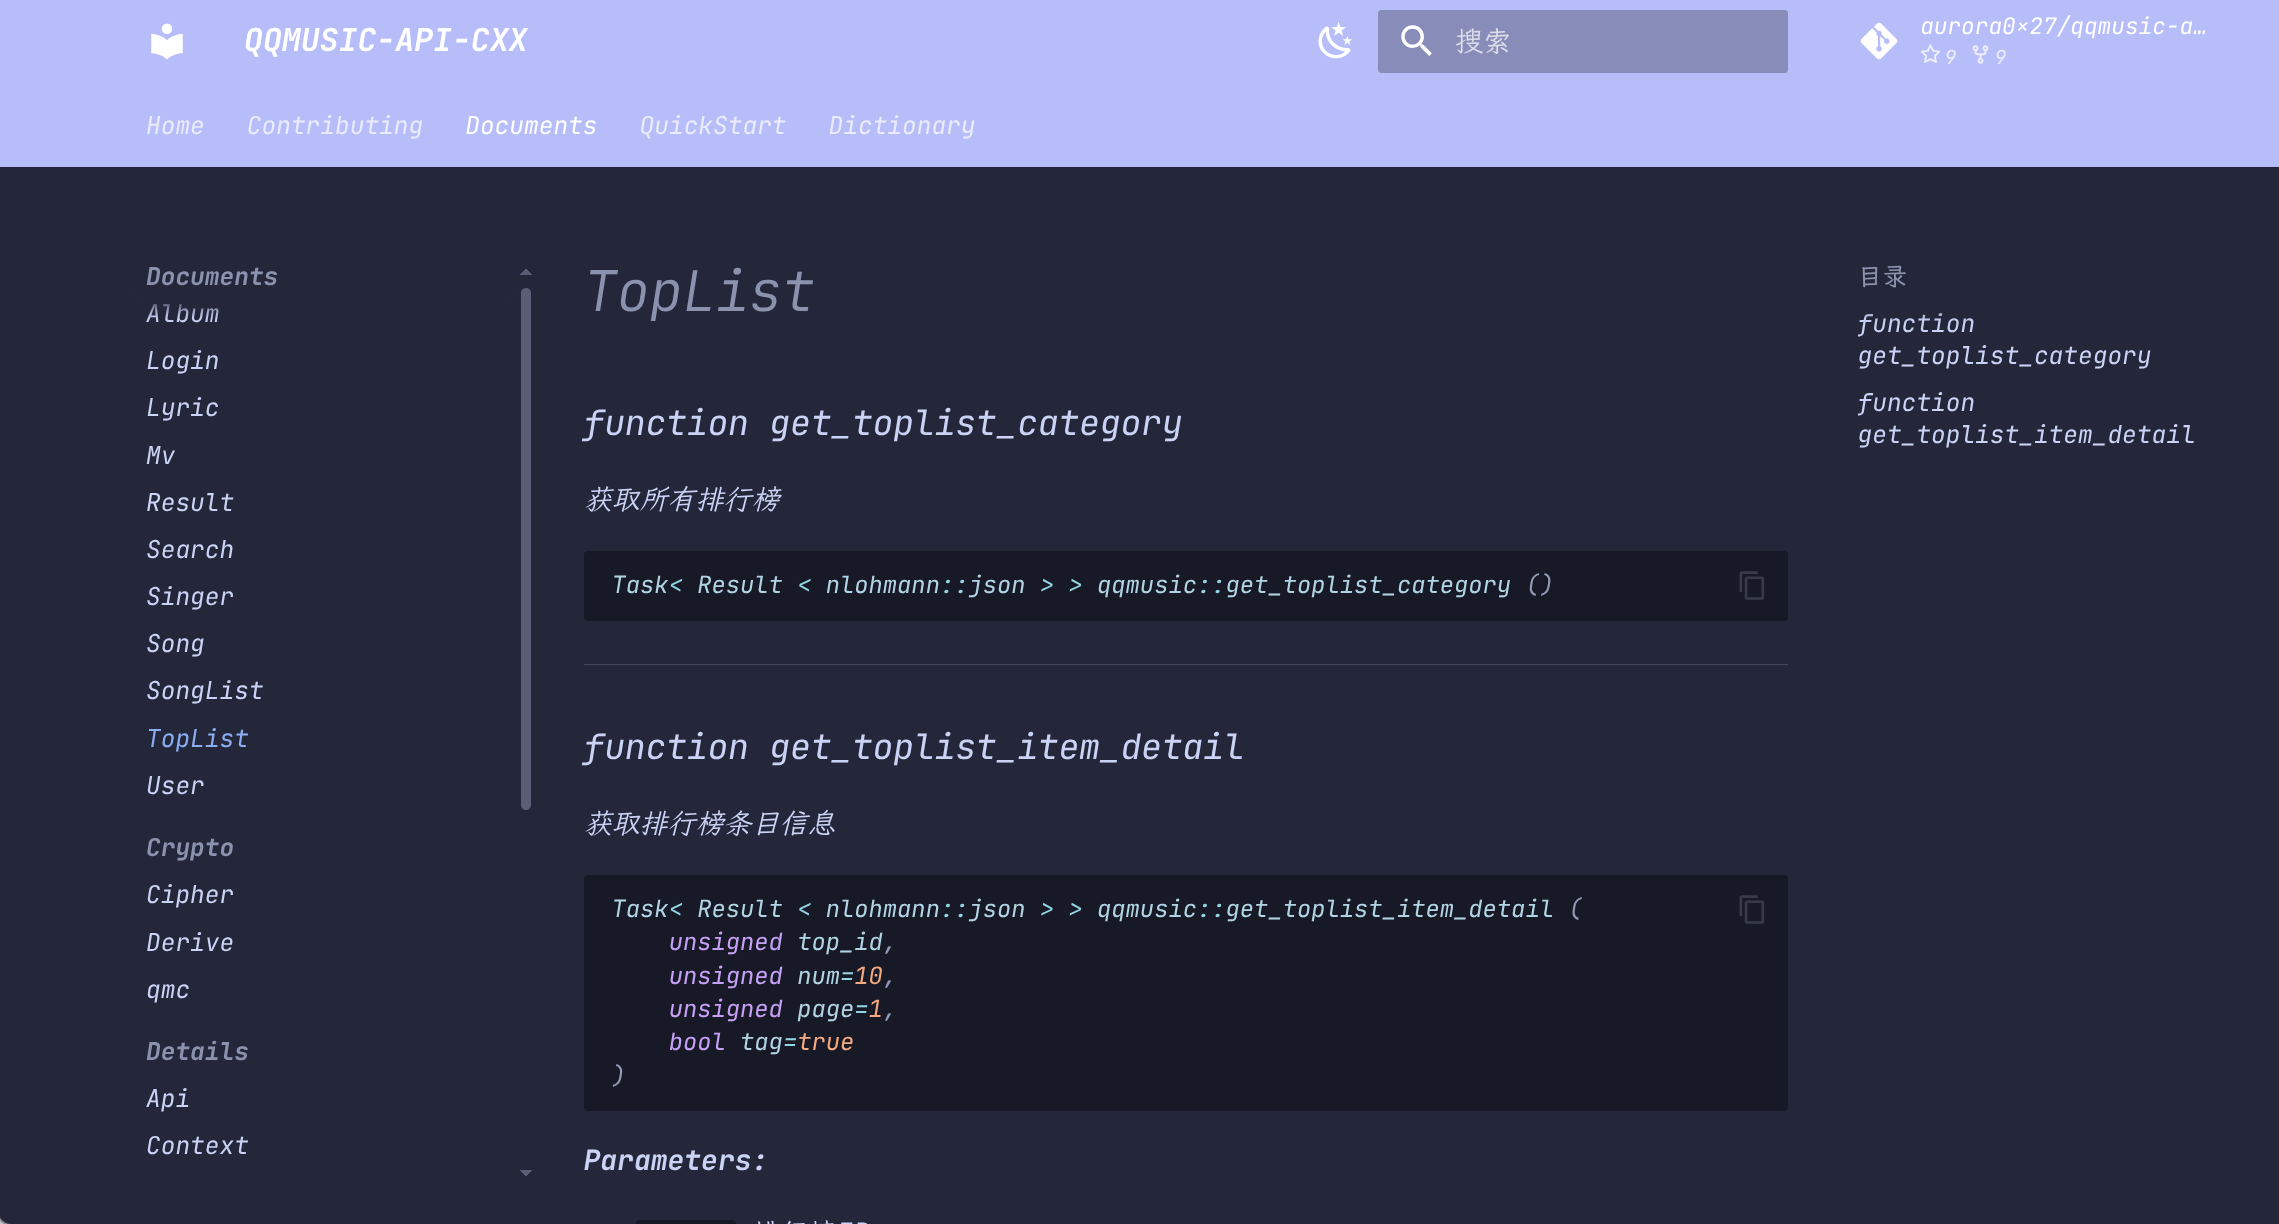 QQMUSIC-API-CXX
搜索
aurora0x27/qqmusic-a…
9 9
Home Contributing Documents QuickStart Dictionary
Documents
Album
Login
Lyric
Mv
Result
Search
Singer
Song
SongList
TopList
User
Crypto
Cipher
Derive
qmc
Details
Api
Context
TopList
function get_toplist_category
获取所有排行榜
Task< Result < nlohmann::json > > qqmusic::get_toplist_category ()
function get_toplist_item_detail
获取排行榜条目信息
Task< Result < nlohmann::json > > qqmusic::get_toplist_item_detail (
    unsigned top_id,
    unsigned num=10,
    unsigned page=1,
    bool tag=true
)
Parameters:
目录
function
get_toplist_category
function
get_toplist_item_detail